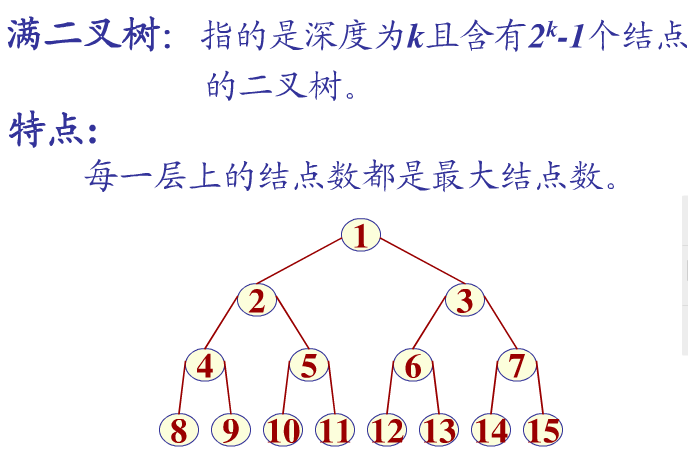 满二叉树：指的是深度为k且含有2ᵏ-1个结点
的二叉树。
特点：
每一层上的结点数都是最大结点数。
1
2 3
4 5 6 7
8 9 10 11 12 13 14 15